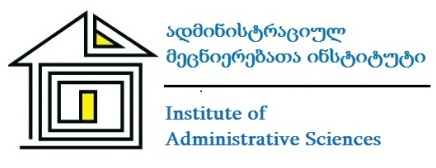 ადმინისტრაციულ
მეცნიერებათა ინსტიტუტი
Institute of
Administrative Sciences